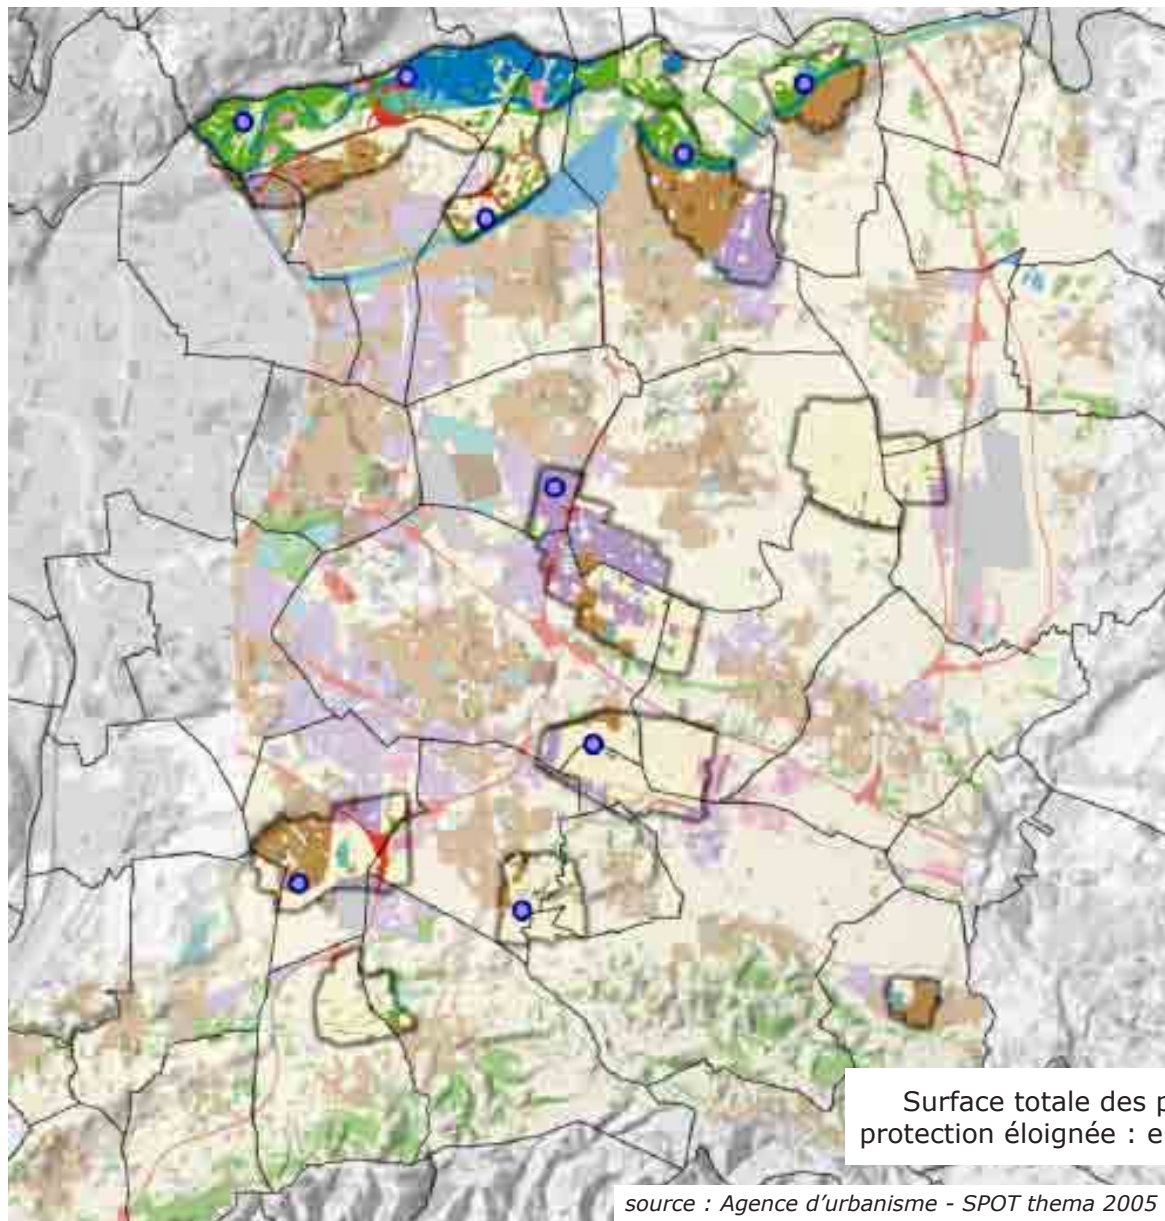 Surface totale des p
protection éloignée : e
source : Agence d'urbanisme - SPOT thema 2005